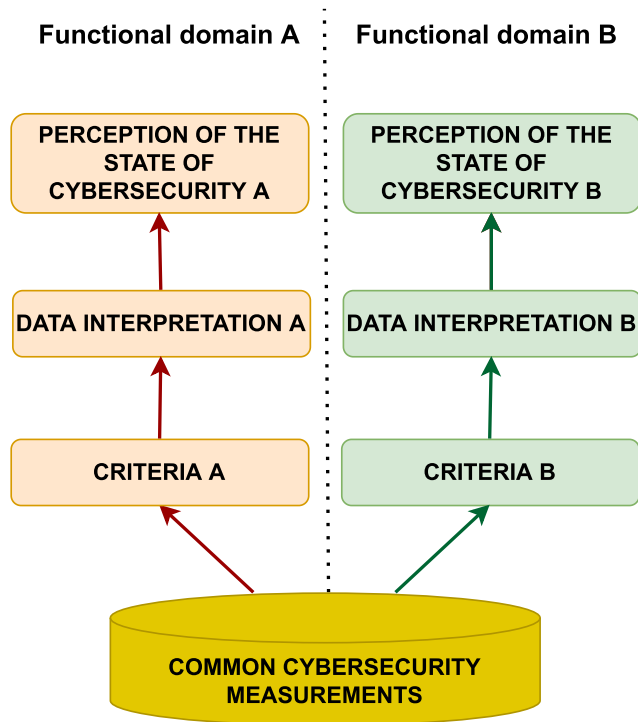 Functional domain A
Functional domain B
PERCEPTION OF THE
STATE OF
CYBERSECURITY A
PERCEPTION OF THE
STATE OF
CYBERSECURITY B
DATA INTERPRETATION A
DATA INTERPRETATION B
CRITERIA A
CRITERIA B
COMMON CYBERSECURITY
MEASUREMENTS